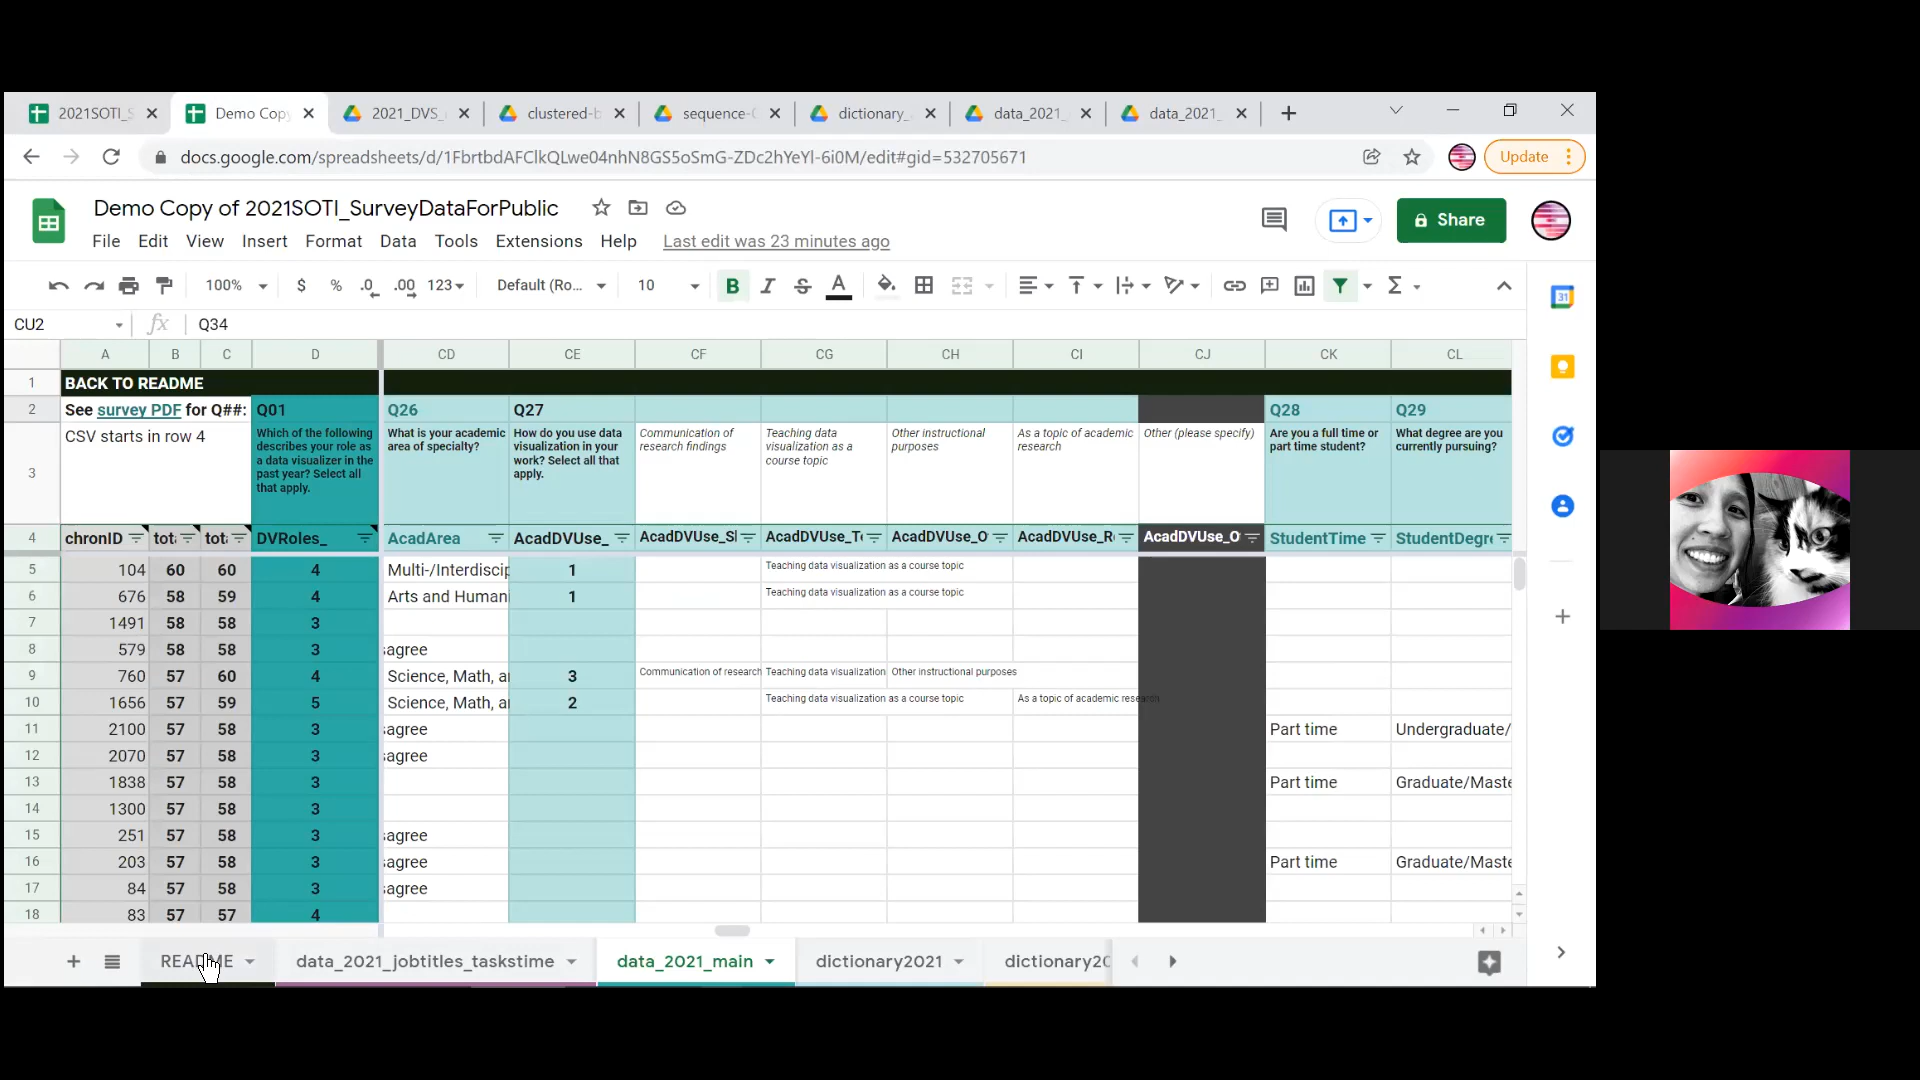 2021SOTI_S
Demo Copy
2021_DVS_
clustered-b
sequence-
dictionary_
data_2021_
data_2021_
docs.google.com/spreadsheets/d/1FbrtbdAFClkQLwe04nhN8GS5oSmG-ZDc2hYeYl-6i0M/edit#gid=532705671
Update
Demo Copy of 2021SOTI_SurveyDataForPublic
File Edit View Insert Format Data Tools Extensions Help Last edit was 23 minutes ago
Share
100% $ % .0 .00 123 Default (Ro... 10 B I S A
CU2 fx Q34
A B C D CD CE CF CG CH CI CJ CK CL
1 BACK TO README
2 See survey PDF for Q##: Q01 Q26 Q27 Q28 Q29
3 CSV starts in row 4
Which of the following describes your role as a data visualizer in the past year? Select all that apply.
What is your academic area of specialty?
How do you use data visualization in your work? Select all that apply.
Communication of research findings
Teaching data visualization as a course topic
Other instructional purposes
As a topic of academic research
Other (please specify)
Are you a full time or part time student?
What degree are you currently pursuing?
4 chronID tot tot DVRoles_ AcadArea AcadDVUse_ AcadDVUse_ AcadDVUse_T AcadDVUse_O AcadDVUse_R AcadDVUse_O StudentTime StudentDegre
5 104 60 60 4 Multi-/Interdiscip 1 Teaching data visualization as a course topic
6 676 58 59 4 Arts and Human 1 Teaching data visualization as a course topic
7 1491 58 58 3
8 579 58 58 3 agree
9 760 57 60 4 Science, Math, a 3 Communication of research Teaching data visualization Other instructional purposes
10 1656 57 59 5 Science, Math, a 2 Teaching data visualization as a course topic As a topic of academic research
11 2100 57 58 3 agree Part time Undergraduate/
12 2070 57 58 3 agree
13 1838 57 58 3 Part time Graduate/Maste
14 1300 57 58 3
15 251 57 58 3 agree
16 203 57 58 3 agree Part time Graduate/Maste
17 84 57 58 3 agree
18 83 57 57 4
README data_2021_jobtitles_taskstime data_2021_main dictionary2021 dictionary20